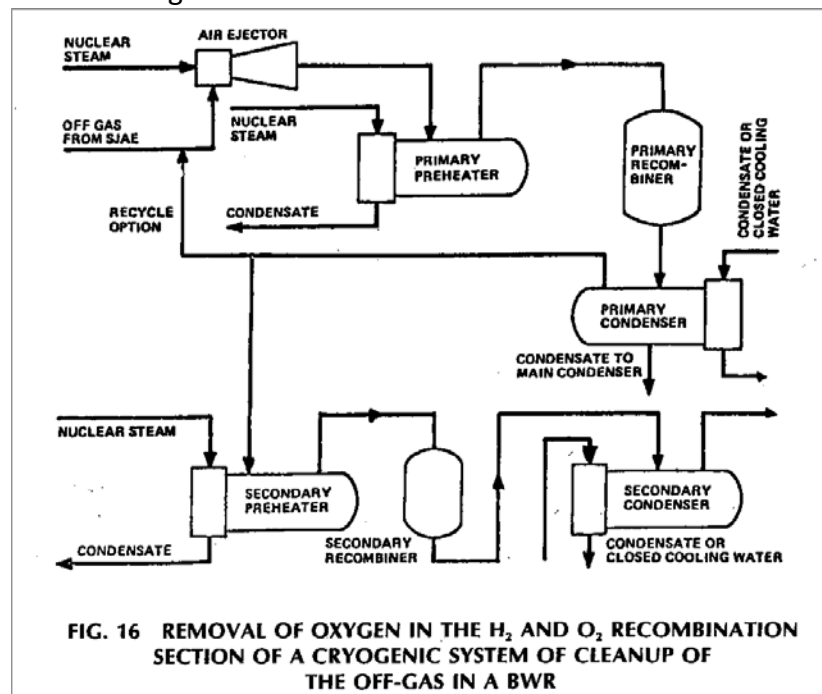 AIR EJECTOR
NUCLEAR
STEAM
OFF GAS
FROM SJAE
NUCLEAR
STEAM
PRIMARY
PREHEATER
PRIMARY
RECOM-
BINER
CONDENSATE OR
CLOSED COOLING
WATER
RECYCLE
OPTION
CONDENSATE
PRIMARY
CONDENSER
CONDENSATE TO
MAIN CONDENSER
NUCLEAR STEAM
SECONDARY
PREHEATER
SECONDARY
CONDENSER
CONDENSATE
SECONDARY
RECOMBINER
CONDENSATE OR
CLOSED COOLING WATER
FIG. 16 REMOVAL OF OXYGEN IN THE H₂ AND O₂ RECOMBINATION
SECTION OF A CRYOGENIC SYSTEM OF CLEANUP OF
THE OFF-GAS IN A BWR